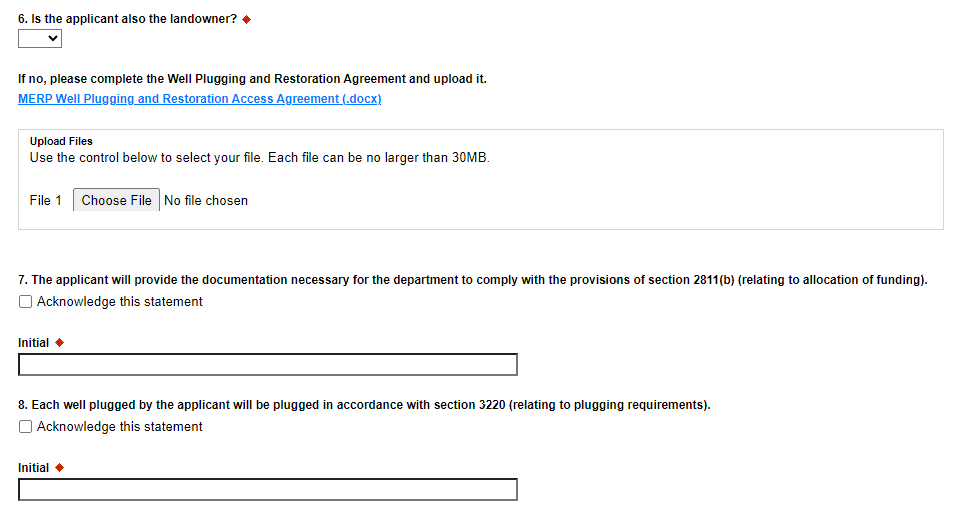 6. Is the applicant also the landowner?
If no, please complete the Well Plugging and Restoration Agreement and upload it.
MERP Well Plugging and Restoration Access Agreement (.docx)
Upload Files
Use the control below to select your file. Each file can be no larger than 30MB.
File 1 Choose File No file chosen
7. The applicant will provide the documentation necessary for the department to comply with the provisions of section 2811(b) (relating to allocation of funding).
Acknowledge this statement
Initial
8. Each well plugged by the applicant will be plugged in accordance with section 3220 (relating to plugging requirements).
Acknowledge this statement
Initial